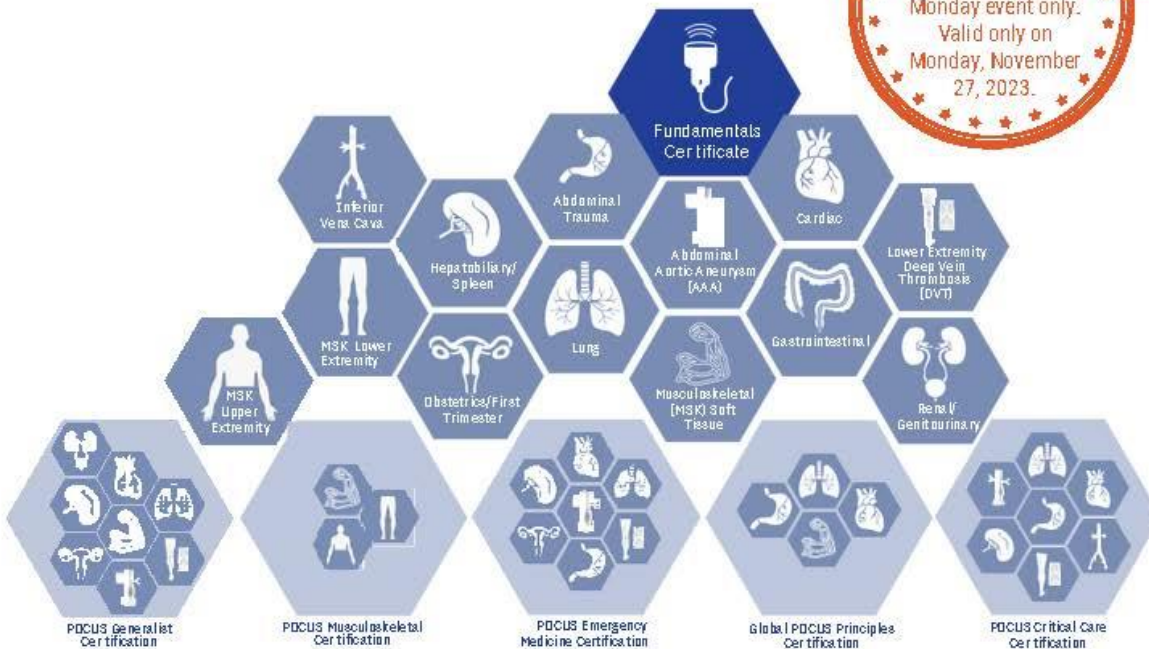 Monday event only.
Valid only on
Monday, November
27, 2023.
Fundamentals
Certificate
Inferior
Vena Cava
Hepatobiliary/
Spleen
Abdominal
Trauma
Abdominal
Aortic Aneurysm
(AAA)
Cardiac
Lower Extremity
Deep Vein
Thrombosis
(DVT)
MSK Lower
Extremity
Lung
Gastrointestinal
MSK
Upper
Extremity
Obstetrics/First
Trimester
Musculoskeletal
(MSK) Soft
Tissue
Renal/
Genitourinary
POCUS Generalist
Certification
POCUS Musculoskeletal
Certification
POCUS Emergency
Medicine Certification
Global POCUS Principles
Certification
POCUS Critical Care
Certification